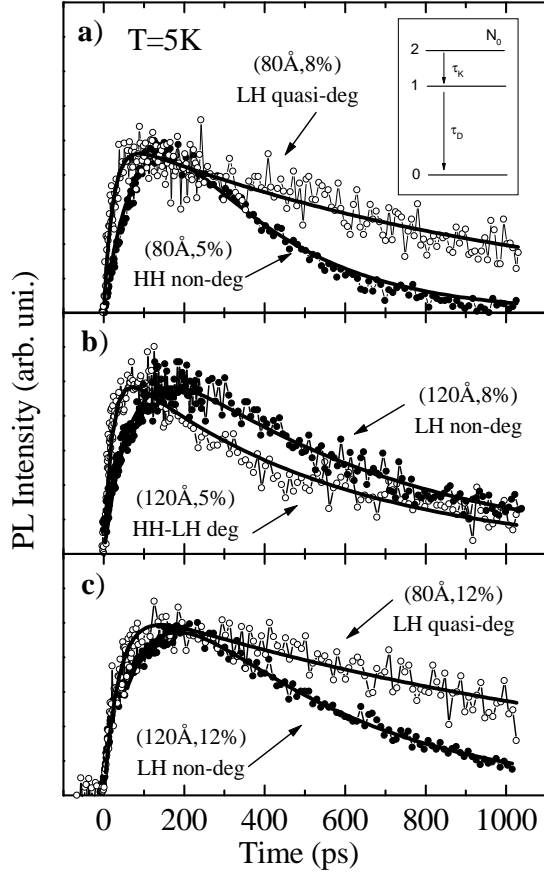 a) T=5K
(80Å,8%)
LH quasi-deg
(80Å,5%)
HH non-deg
2 N₀
τ_K
1
τ_D
0
b)
(120Å,8%)
LH non-deg
(120Å,5%)
HH-LH deg
c)
(80Å,12%)
LH quasi-deg
(120Å,12%)
LH non-deg
PL Intensity (arb. uni.)
0 200 400 600 800 1000
Time (ps)